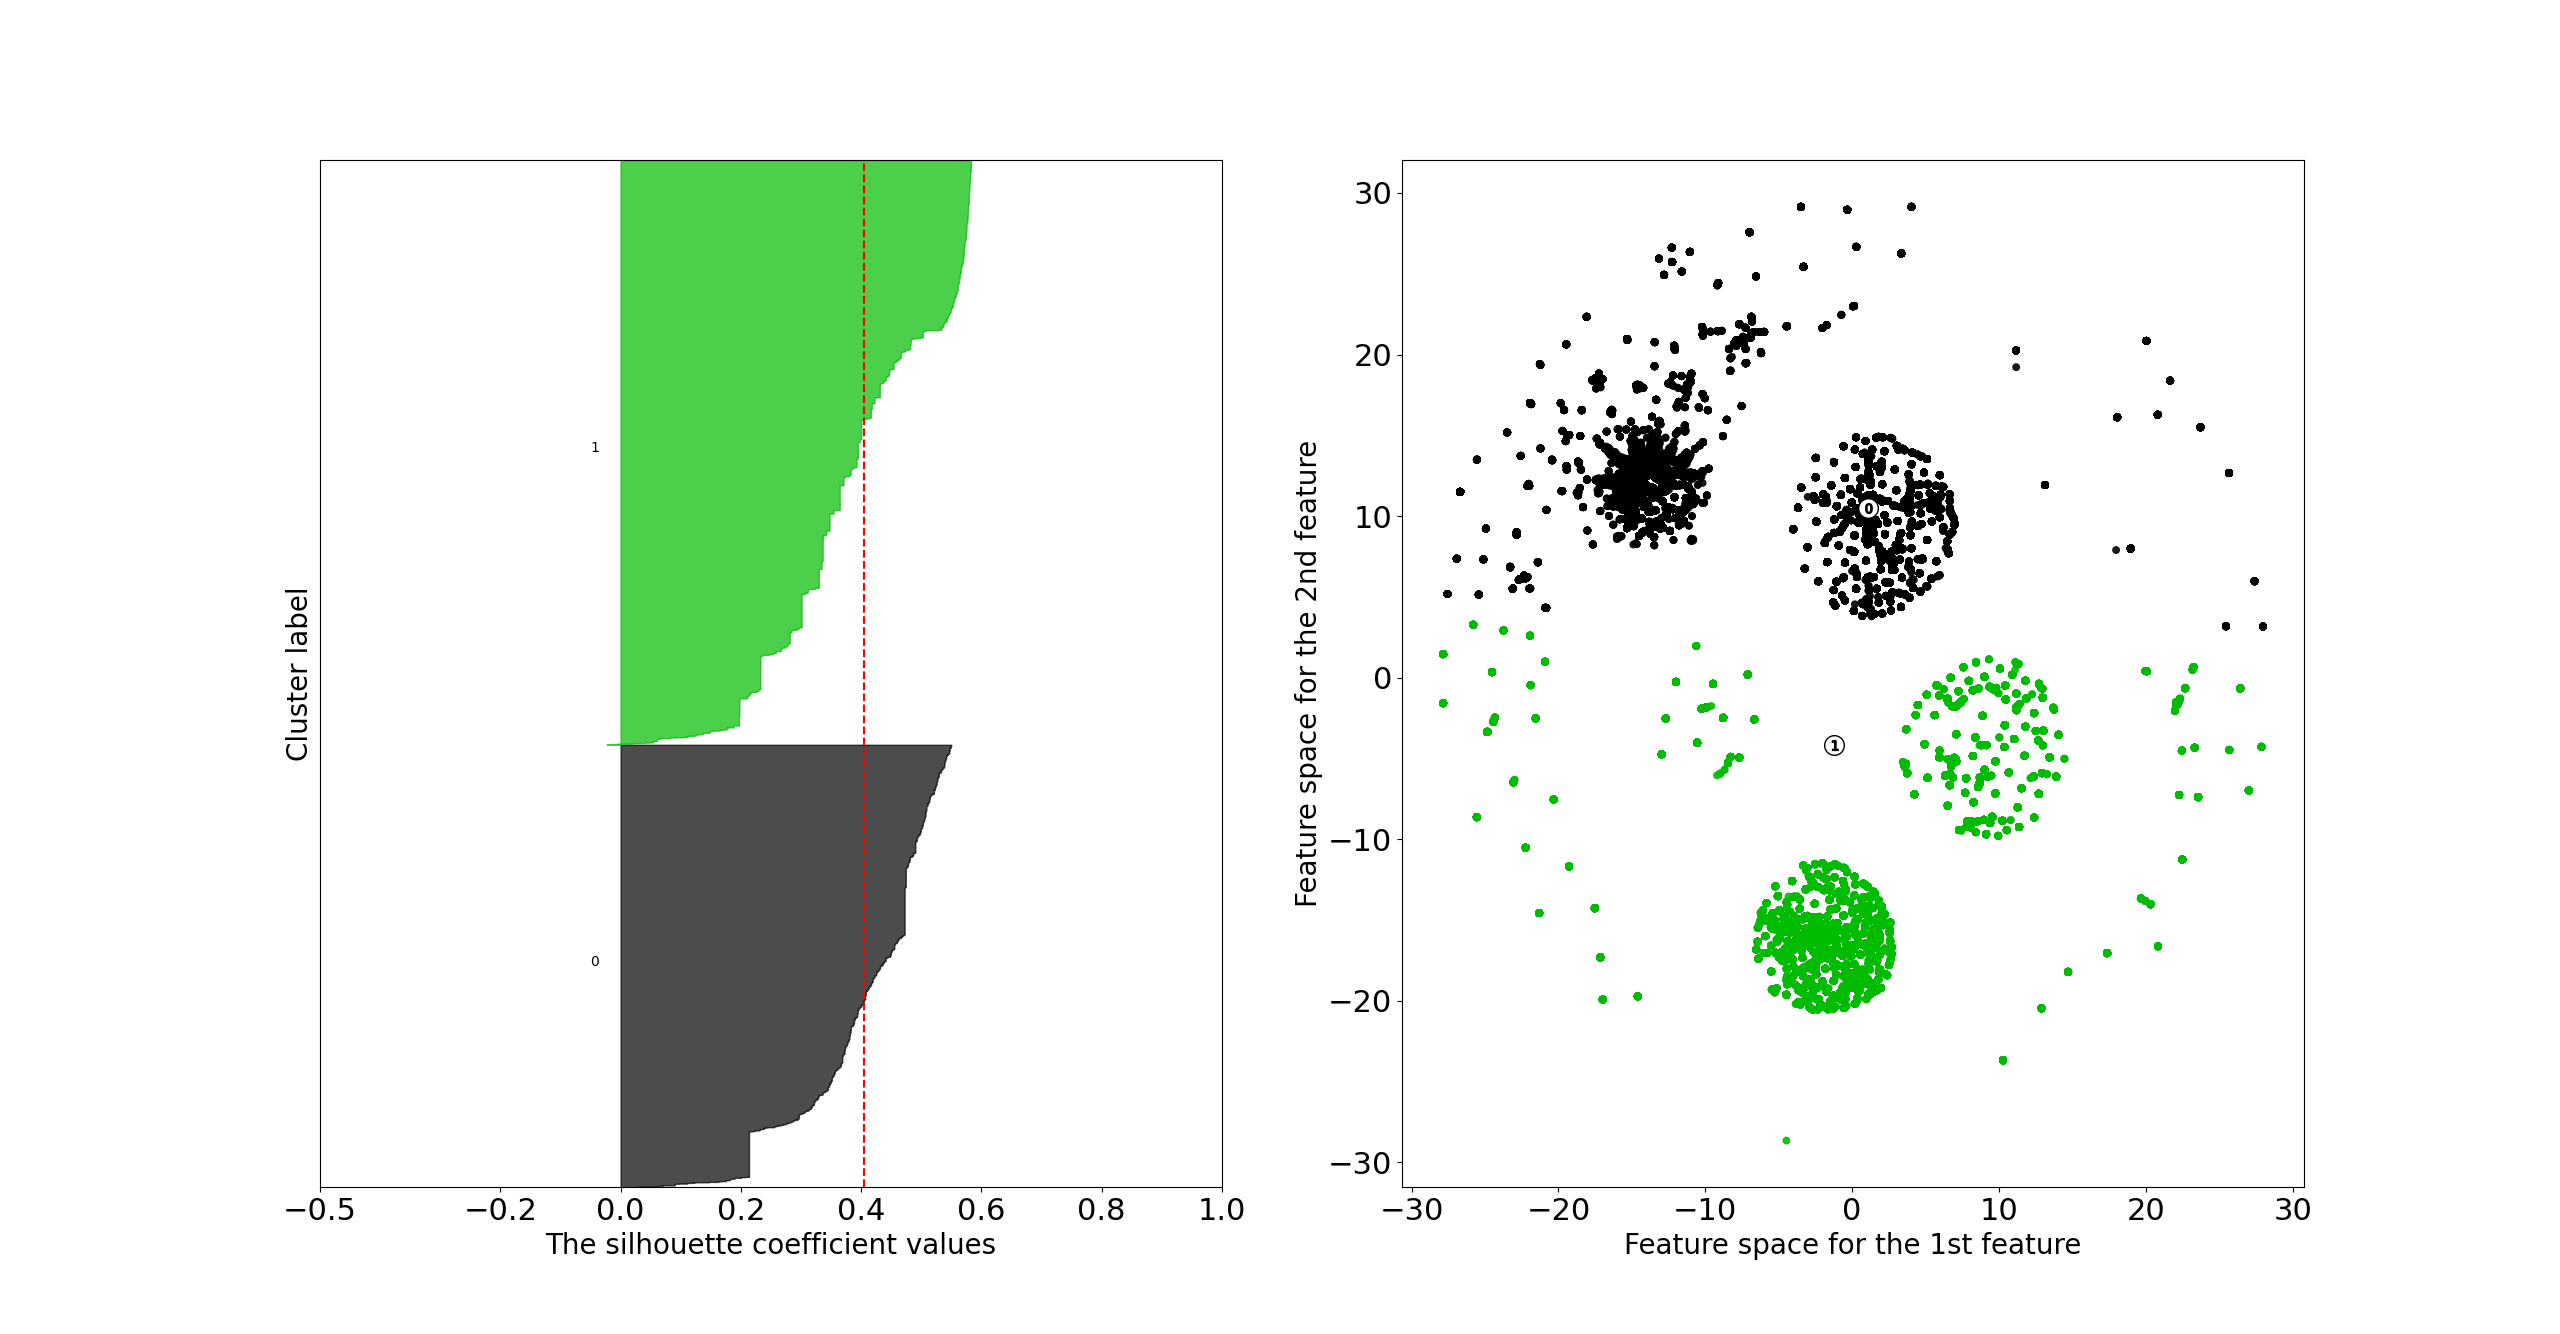 Cluster label
1
0
−0.5 −0.2 0.0 0.2 0.4 0.6 0.8 1.0
The silhouette coefficient values
Feature space for the 2nd feature
30
20
10
0
−10
−20
−30
0
1
−30 −20 −10 0 10 20 30
Feature space for the 1st feature